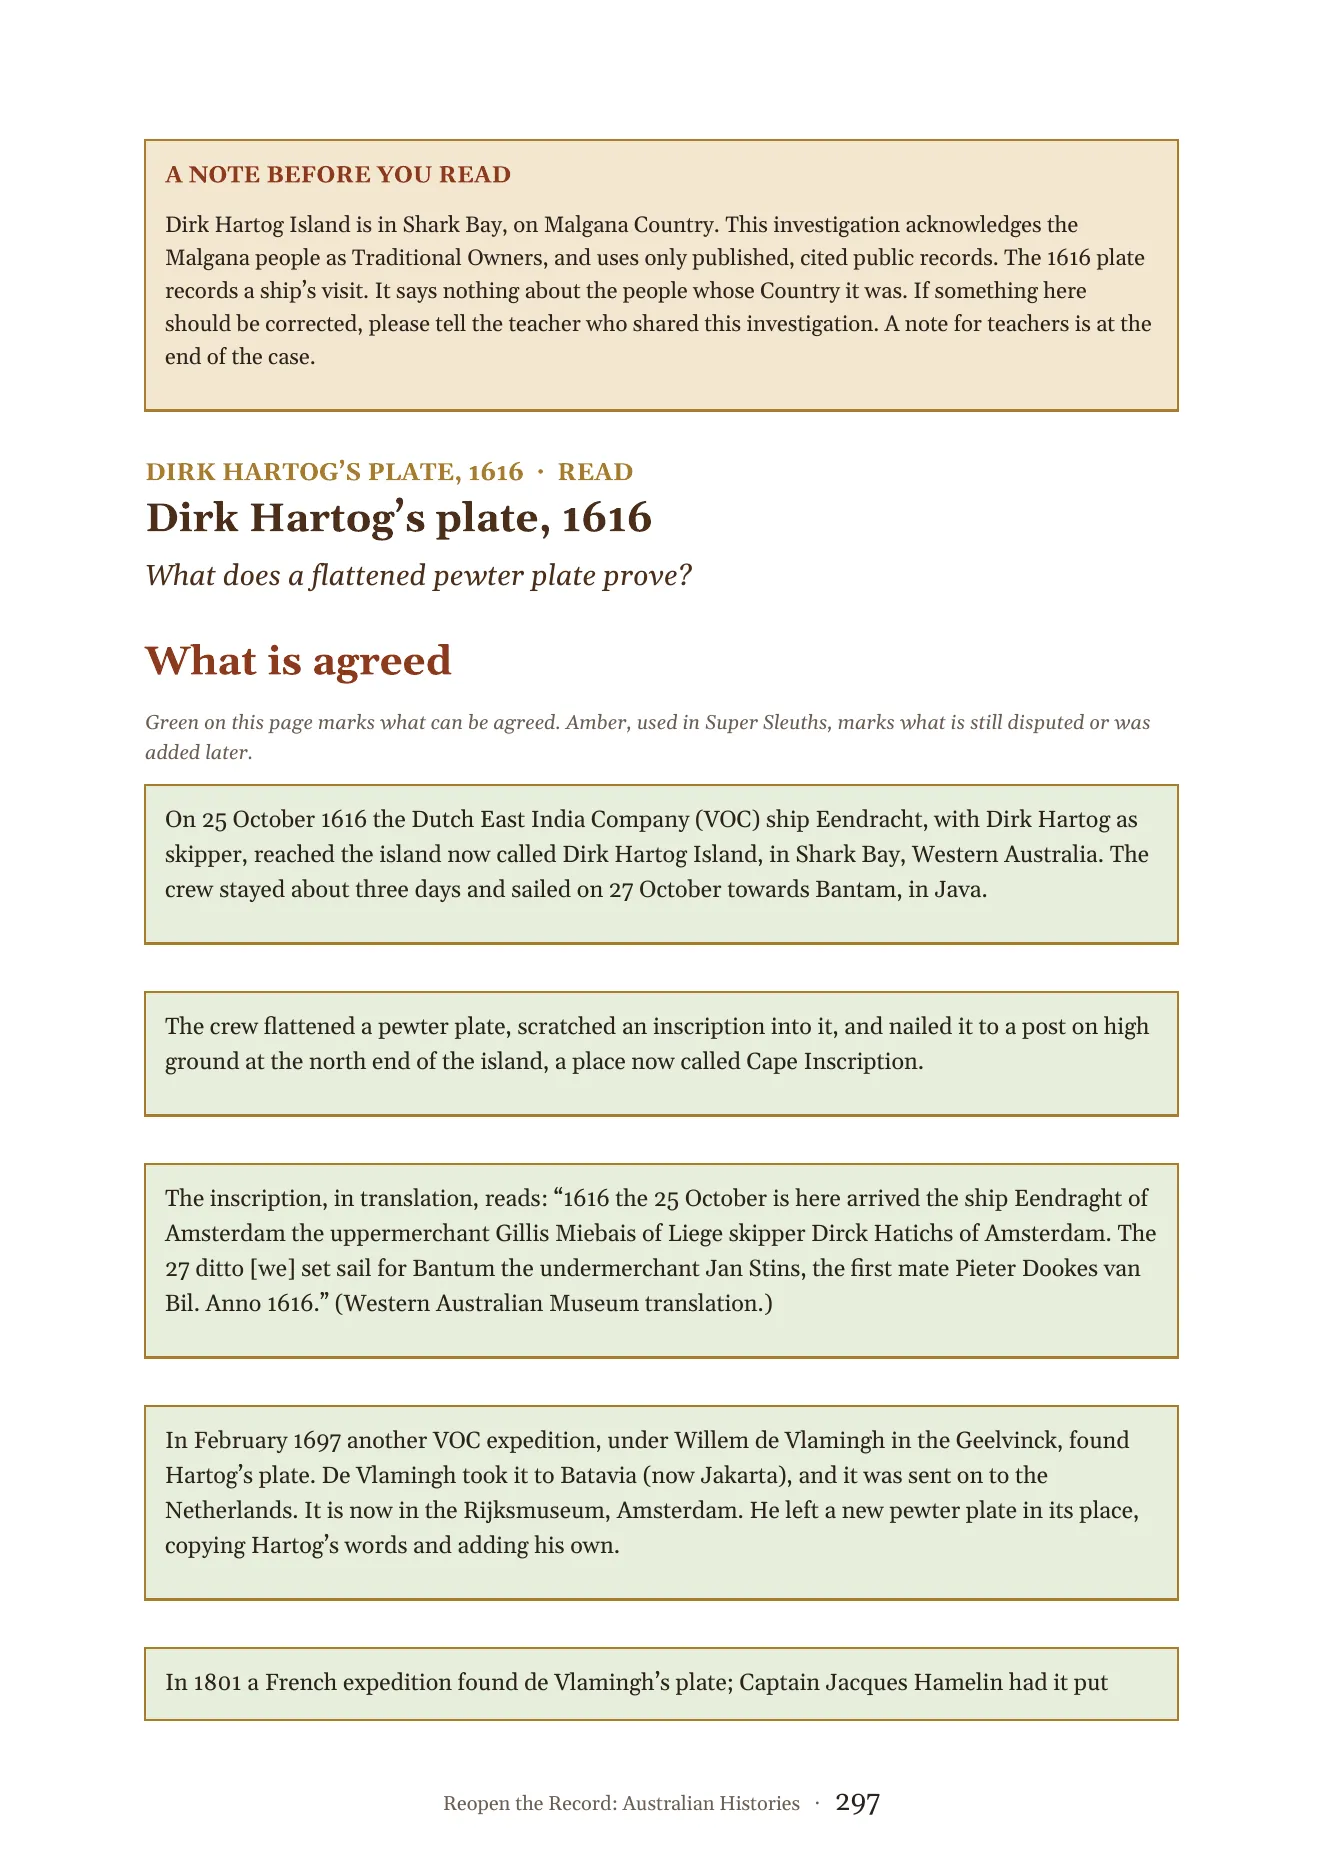 A NOTE BEFORE YOU READ
Dirk Hartog Island is in Shark Bay, on Malgana Country. This investigation acknowledges the
Malgana people as Traditional Owners, and uses only published, cited public records. The 1616 plate
records a ship’s visit. It says nothing about the people whose Country it was. If something here
should be corrected, please tell the teacher who shared this investigation. A note for teachers is at the
end of the case.
DIRK HARTOG’S PLATE, 1616 · READ
Dirk Hartog’s plate, 1616
What does a flattened pewter plate prove?
What is agreed
Green on this page marks what can be agreed. Amber, used in Super Sleuths, marks what is still disputed or was
added later.
On 25 October 1616 the Dutch East India Company (VOC) ship Eendracht, with Dirk Hartog as
skipper, reached the island now called Dirk Hartog Island, in Shark Bay, Western Australia. The
crew stayed about three days and sailed on 27 October towards Bantam, in Java.
The crew flattened a pewter plate, scratched an inscription into it, and nailed it to a post on high
ground at the north end of the island, a place now called Cape Inscription.
The inscription, in translation, reads: “1616 the 25 October is here arrived the ship Eendraght of
Amsterdam the uppermerchant Gillis Miebais of Liege skipper Dirck Hatichs of Amsterdam. The
27 ditto [we] set sail for Bantum the undermerchant Jan Stins, the first mate Pieter Dookes van
Bil. Anno 1616.” (Western Australian Museum translation.)
In February 1697 another VOC expedition, under Willem de Vlamingh in the Geelvinck, found
Hartog’s plate. De Vlamingh took it to Batavia (now Jakarta), and it was sent on to the
Netherlands. It is now in the Rijksmuseum, Amsterdam. He left a new pewter plate in its place,
copying Hartog’s words and adding his own.
In 1801 a French expedition found de Vlamingh’s plate; Captain Jacques Hamelin had it put
Reopen the Record: Australian Histories · 297